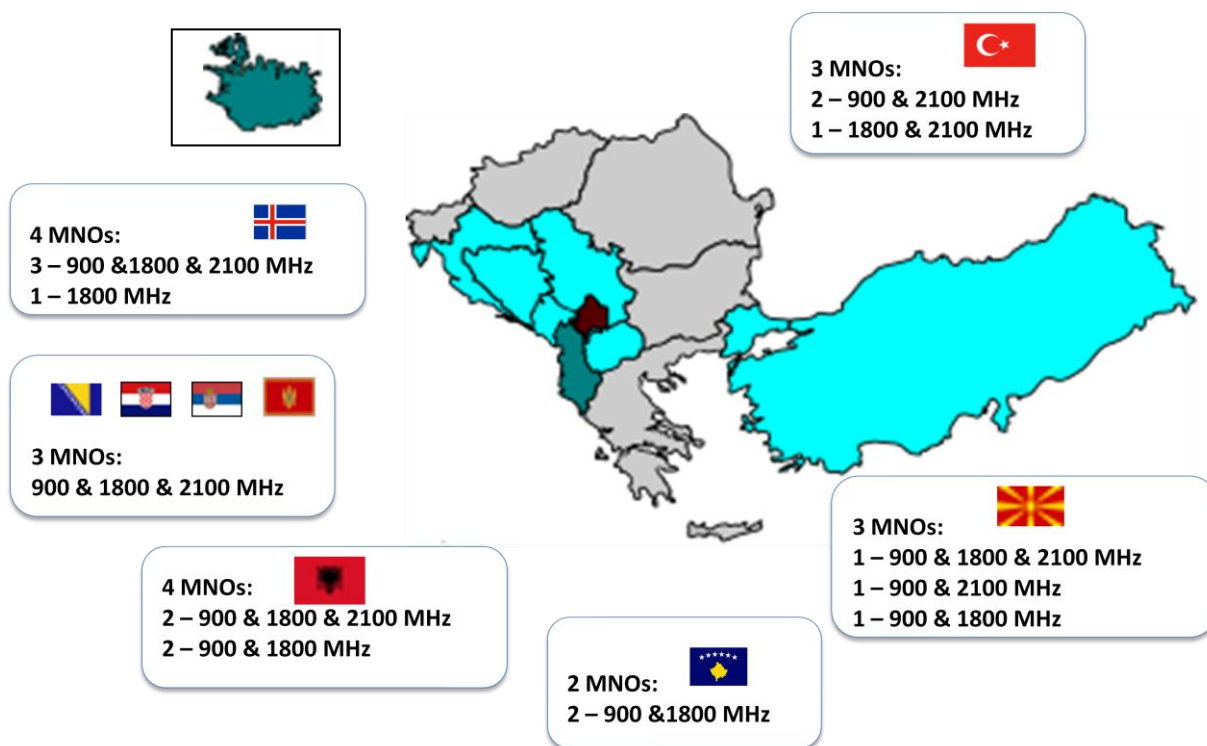 3 MNOs:
2 – 900 & 2100 MHz
1 – 1800 & 2100 MHz
4 MNOs:
3 – 900 &1800 & 2100 MHz
1 – 1800 MHz
3 MNOs:
900 & 1800 & 2100 MHz
3 MNOs:
1 – 900 & 1800 & 2100 MHz
1 – 900 & 2100 MHz
1 – 900 & 1800 MHz
4 MNOs:
2 – 900 & 1800 & 2100 MHz
2 – 900 & 1800 MHz
2 MNOs:
2 – 900 &1800 MHz